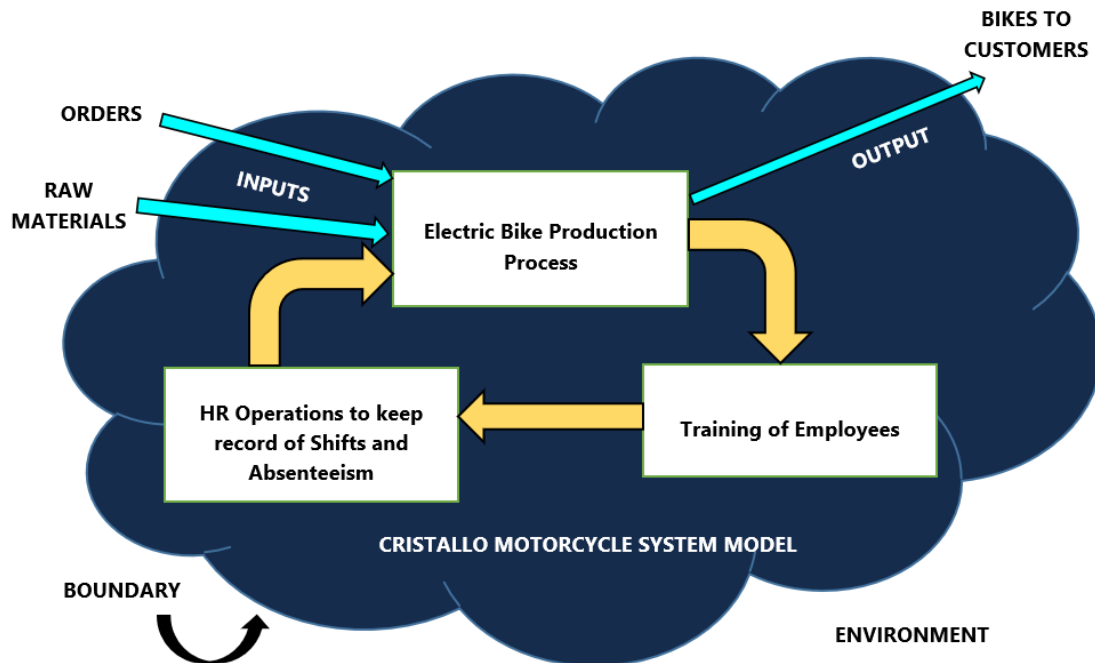 BIKES TO
CUSTOMERS
ORDERS
OUTPUT
INPUTS
RAW
MATERIALS
Electric Bike Production
Process
HR Operations to keep
record of Shifts and
Absenteeism
Training of Employees
CRISTALLO MOTORCYCLE SYSTEM MODEL
BOUNDARY
ENVIRONMENT